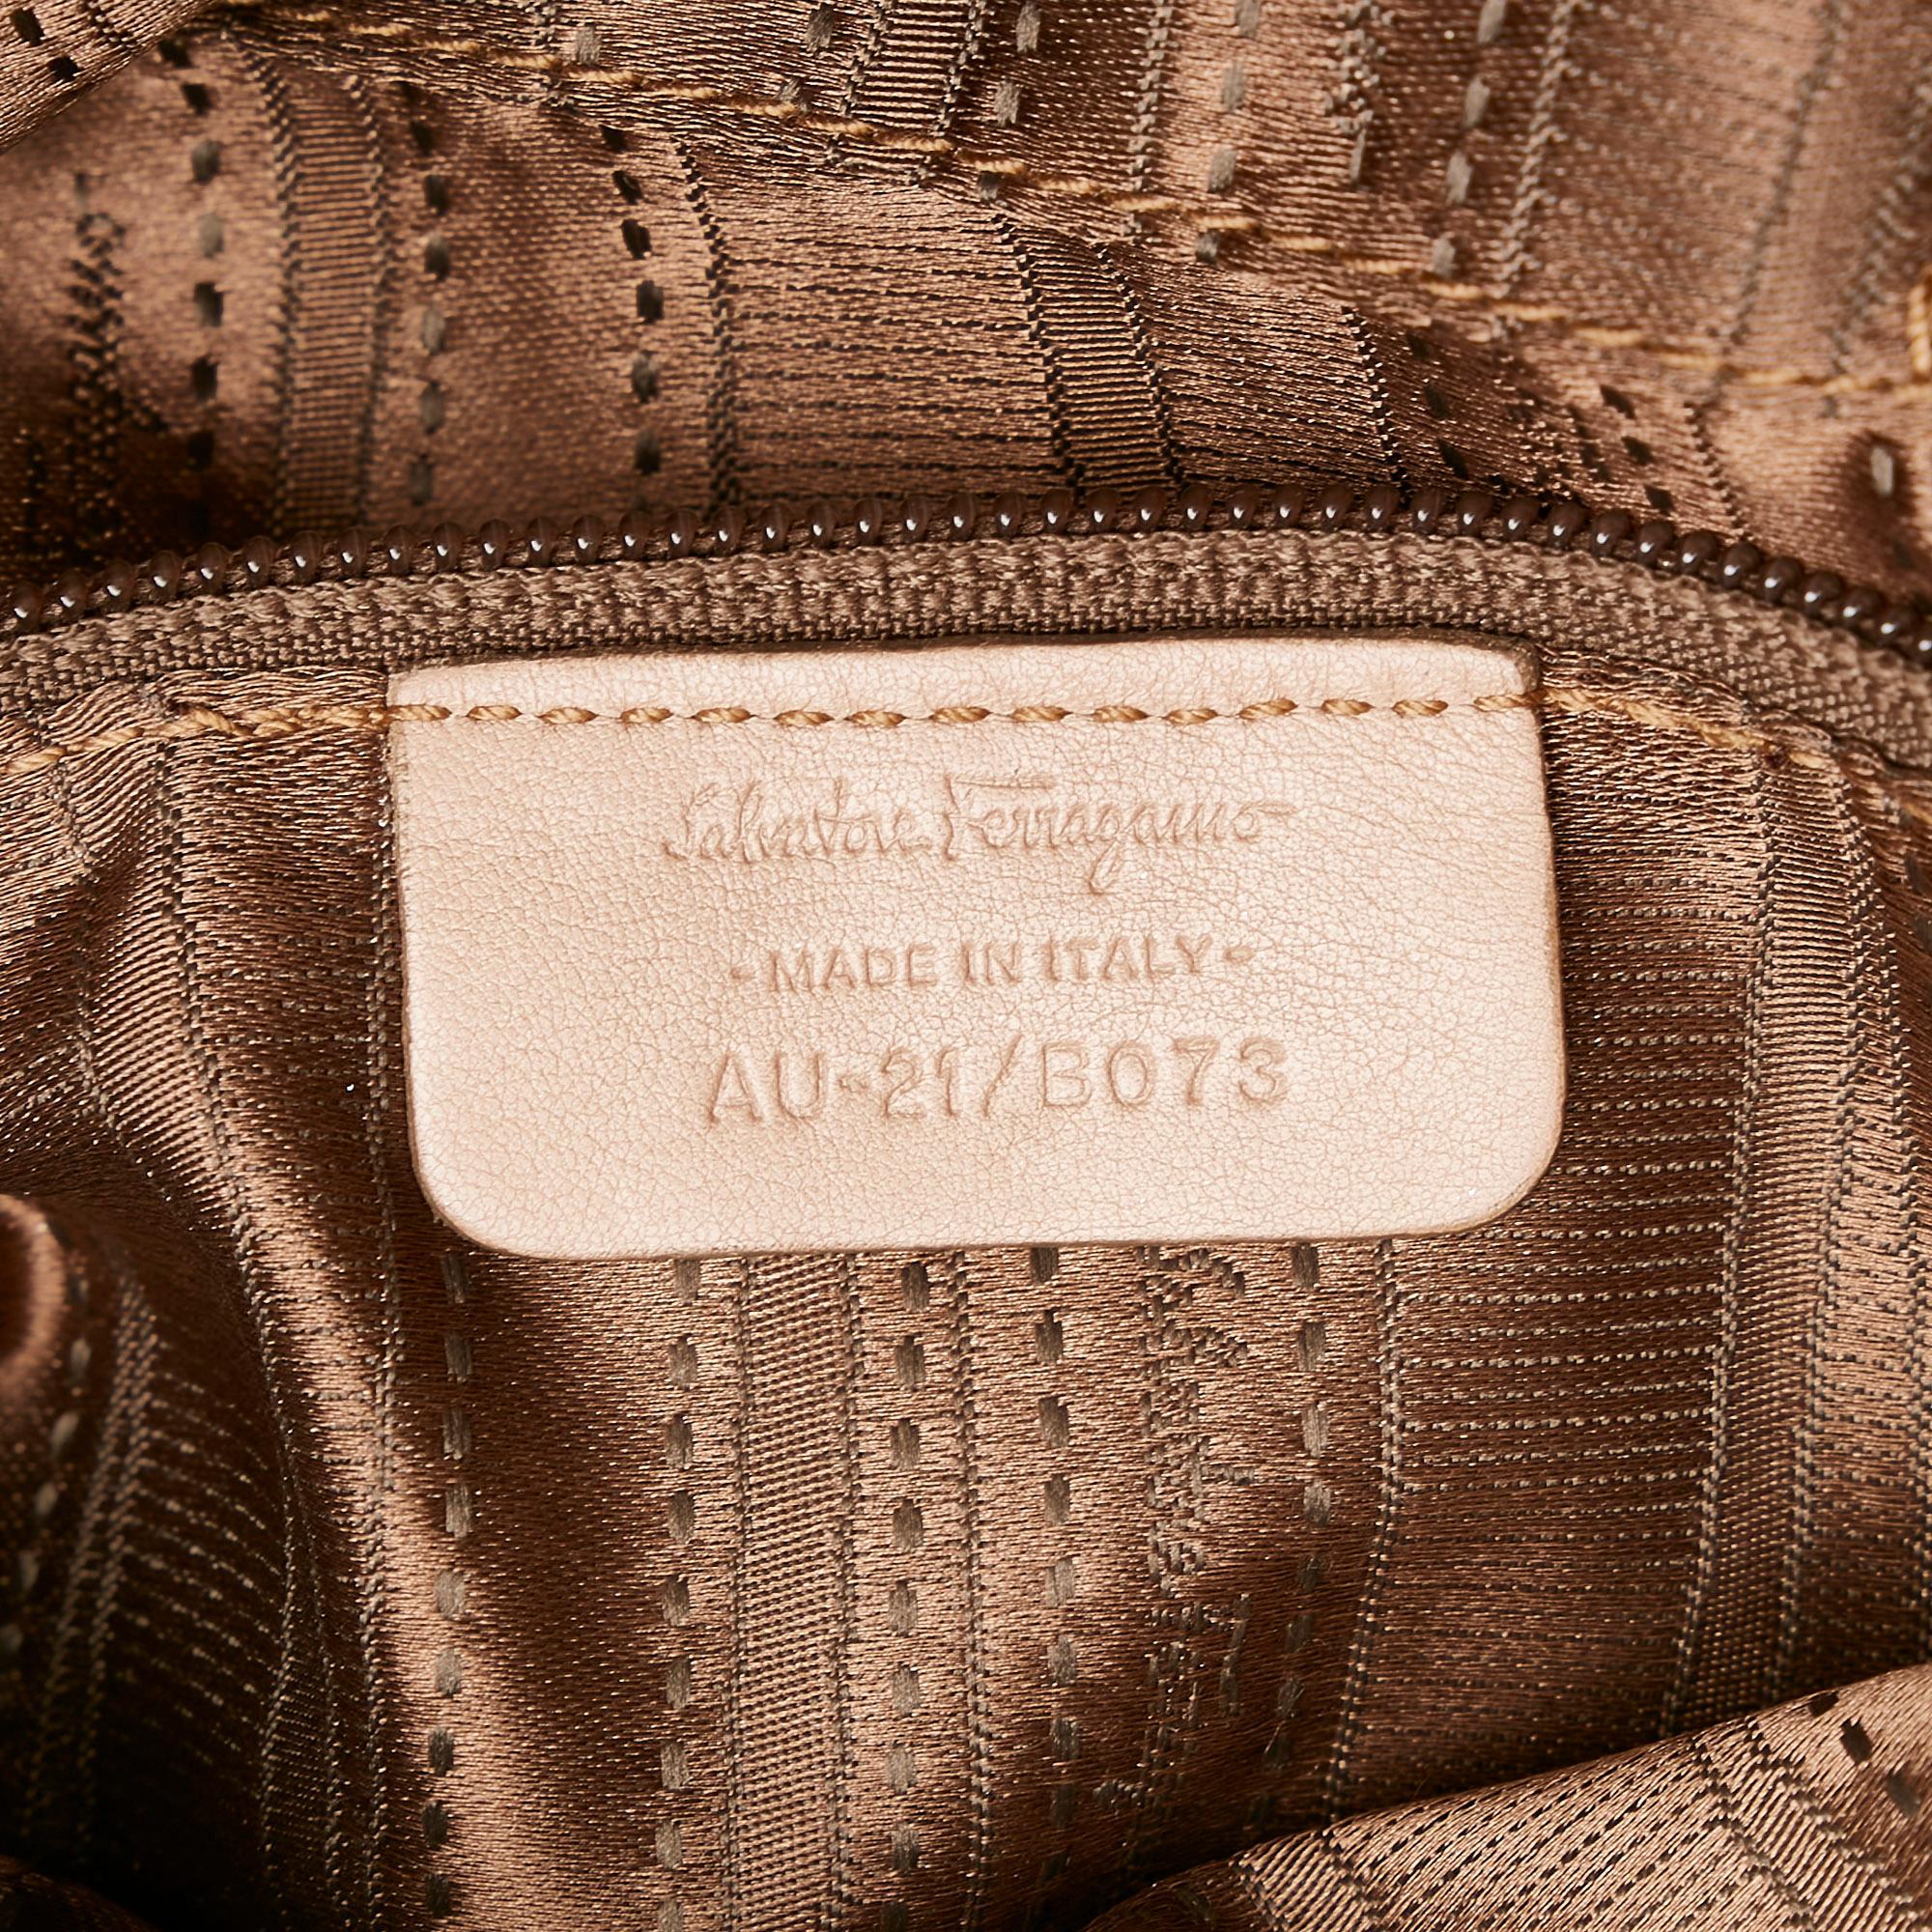 Salvatore Ferragamo
-MADE IN ITALY-
AU-21/B073